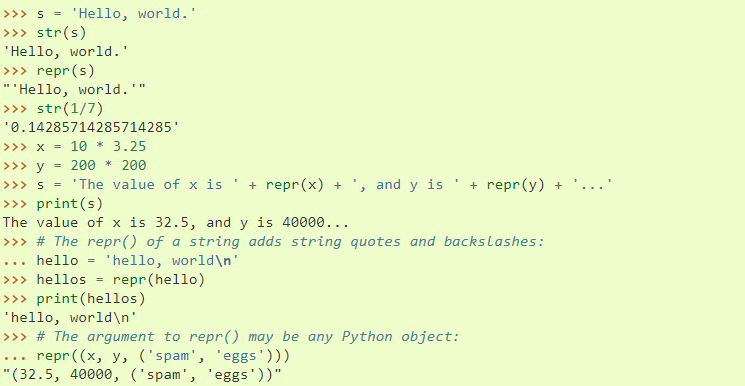 >>> s = 'Hello, world.'
>>> str(s)
'Hello, world.'
>>> repr(s)
"'Hello, world.'"
>>> str(1/7)
'0.14285714285714285'
>>> x = 10 * 3.25
>>> y = 200 * 200
>>> s = 'The value of x is ' + repr(x) + ', and y is ' + repr(y) + '...'
>>> print(s)
The value of x is 32.5, and y is 40000...
>>> # The repr() of a string adds string quotes and backslashes:
... hello = 'hello, world\n'
>>> hellos = repr(hello)
>>> print(hellos)
'hello, world\n'
>>> # The argument to repr() may be any Python object:
... repr((x, y, ('spam', 'eggs')))
"(32.5, 40000, ('spam', 'eggs'))"